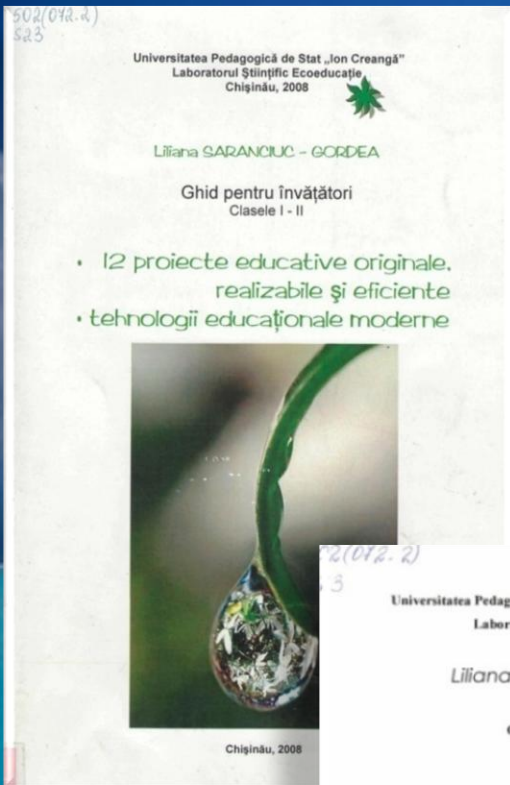 502(072.2)
S23
Universitatea Pedagogică de Stat „Ion Creangă"
Laboratorul Științific Ecoeducație
Chișinău, 2008
Liliana SARANCIUC - GORDEA
Ghid pentru învățători
Clasele I - II
• 12 proiecte educative originale,
realizabile și eficiente
• tehnologii educaționale moderne
Chișinău, 2008
2(072.2)
3
Universitatea Pedag
Labor
Liliana